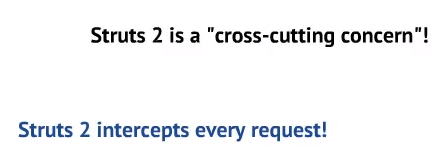 Struts 2 is a "cross-cutting concern"!
Struts 2 intercepts every request!